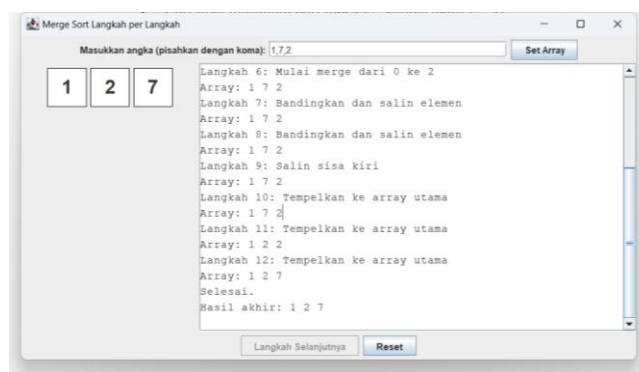 Merge Sort Langkah per Langkah
Masukkan angka (pisahkan dengan koma): 1,7,2 Set Array
1 2 7
Langkah 6: Mulai merge dari 0 ke 2
Array: 1 7 2
Langkah 7: Bandingkan dan salin elemen
Array: 1 7 2
Langkah 8: Bandingkan dan salin elemen
Array: 1 7 2
Langkah 9: Salin sisa kiri
Array: 1 7 2
Langkah 10: Tempelkan ke array utama
Array: 1 7 2
Langkah 11: Tempelkan ke array utama
Array: 1 2 2
Langkah 12: Tempelkan ke array utama
Array: 1 2 7
Selesai.
Hasil akhir: 1 2 7
Langkah Selanjutnya Reset